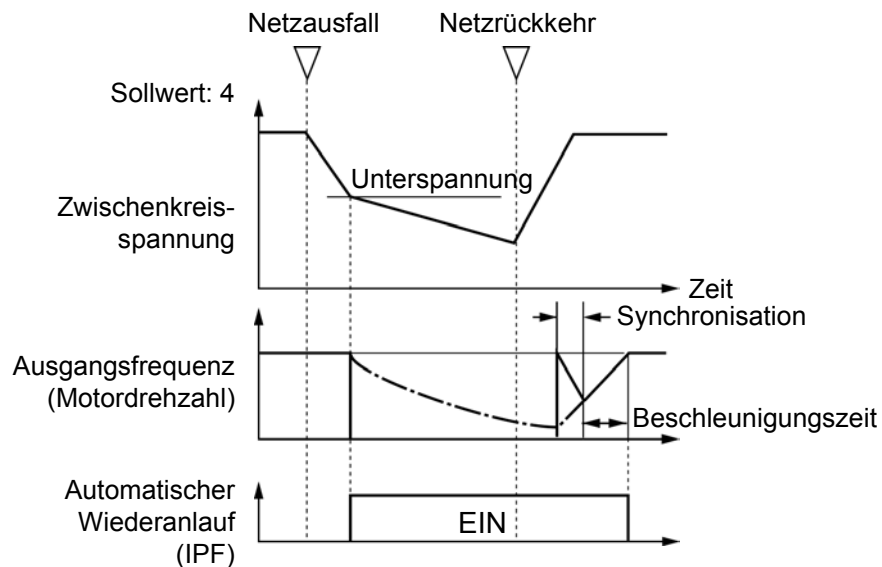 Netzausfall
Netzrückkehr
Sollwert: 4
Unterspannung
Zwischenkreis-
spannung
Zeit
Synchronisation
Ausgangsfrequenz
(Motordrehzahl)
Beschleunigungszeit
Automatischer
Wiederanlauf
(IPF)
EIN